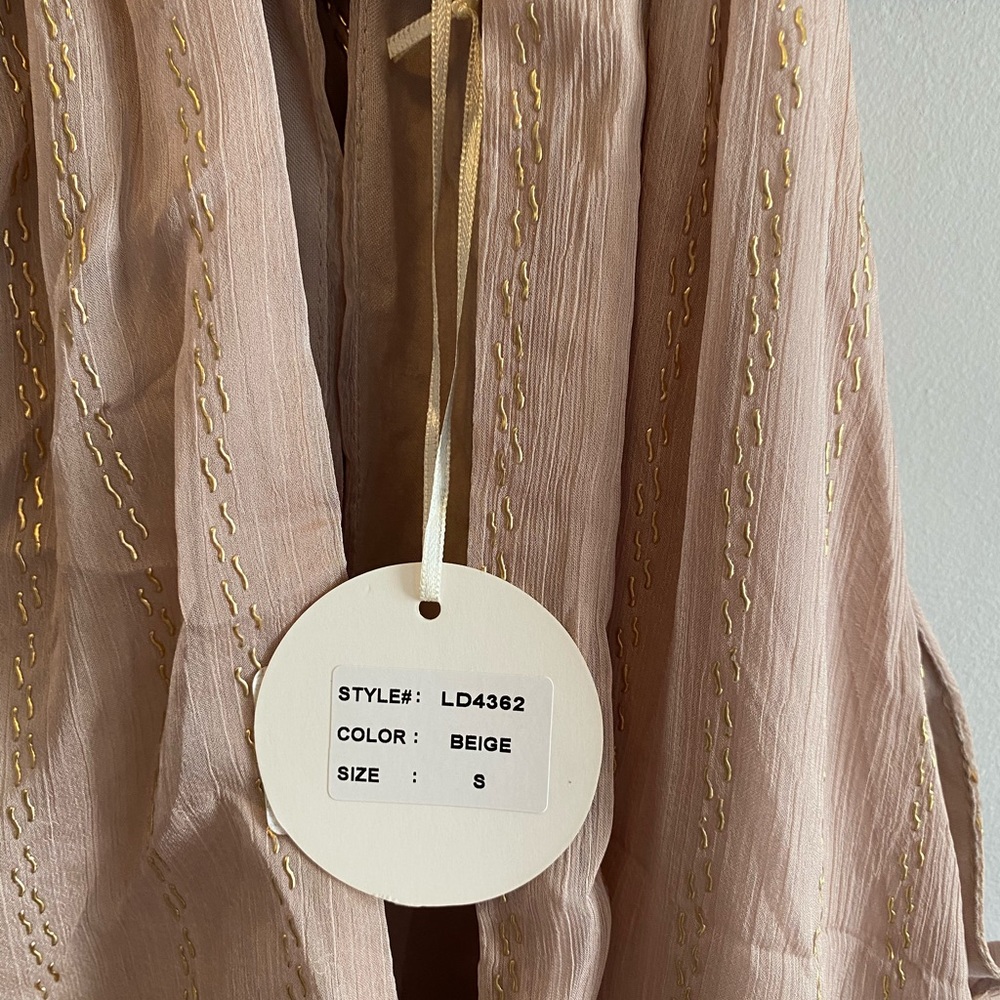 STYLE#: LD4362
COLOR : BEIGE
SIZE : S